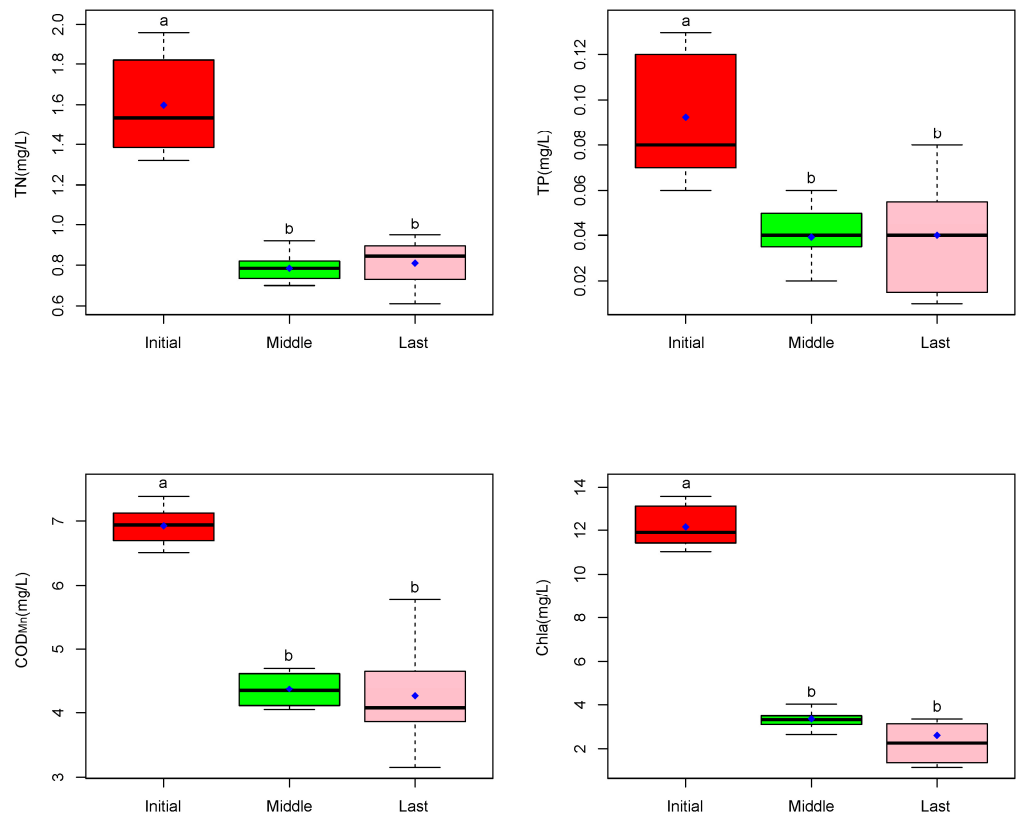 TN(mg/L)
2.0
1.8
1.6
1.4
1.2
1.0
0.8
0.6
a
b
b
Initial Middle Last
TP(mg/L)
0.12
0.10
0.08
0.06
0.04
0.02
a
b
b
Initial Middle Last
CODMn(mg/L)
7
6
5
4
3
a
b
b
Initial Middle Last
Chla(mg/L)
14
12
10
8
6
4
2
a
b
b
Initial Middle Last